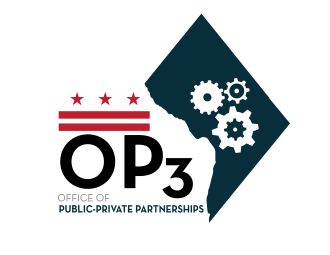 OP3
OFFICE OF
PUBLIC-PRIVATE PARTNERSHIPS